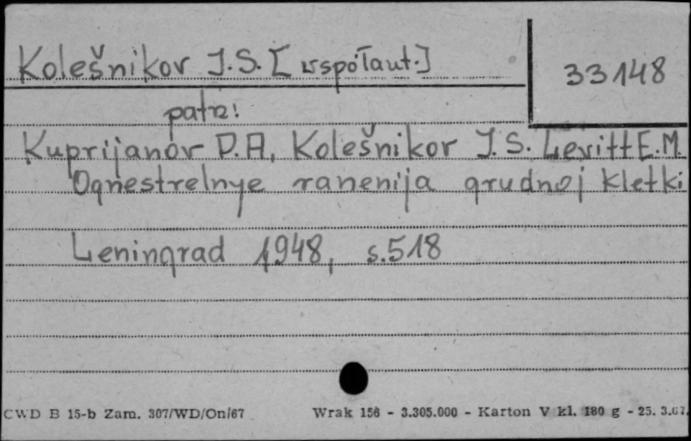 Kolešnikov J.S. [współaut.]
33148
patrz:
Kuprijanov P.A, Kolešnikor J.S. Levitt E.M.
Ognestrelnye ranenija grudnoj kletki
Leningrad 1948, s.518
CWD B 15-b Zam. 307/WD/On/67 Wrak 156 - 3.305.000 - Karton V kl. 180 g - 25. 3.67.